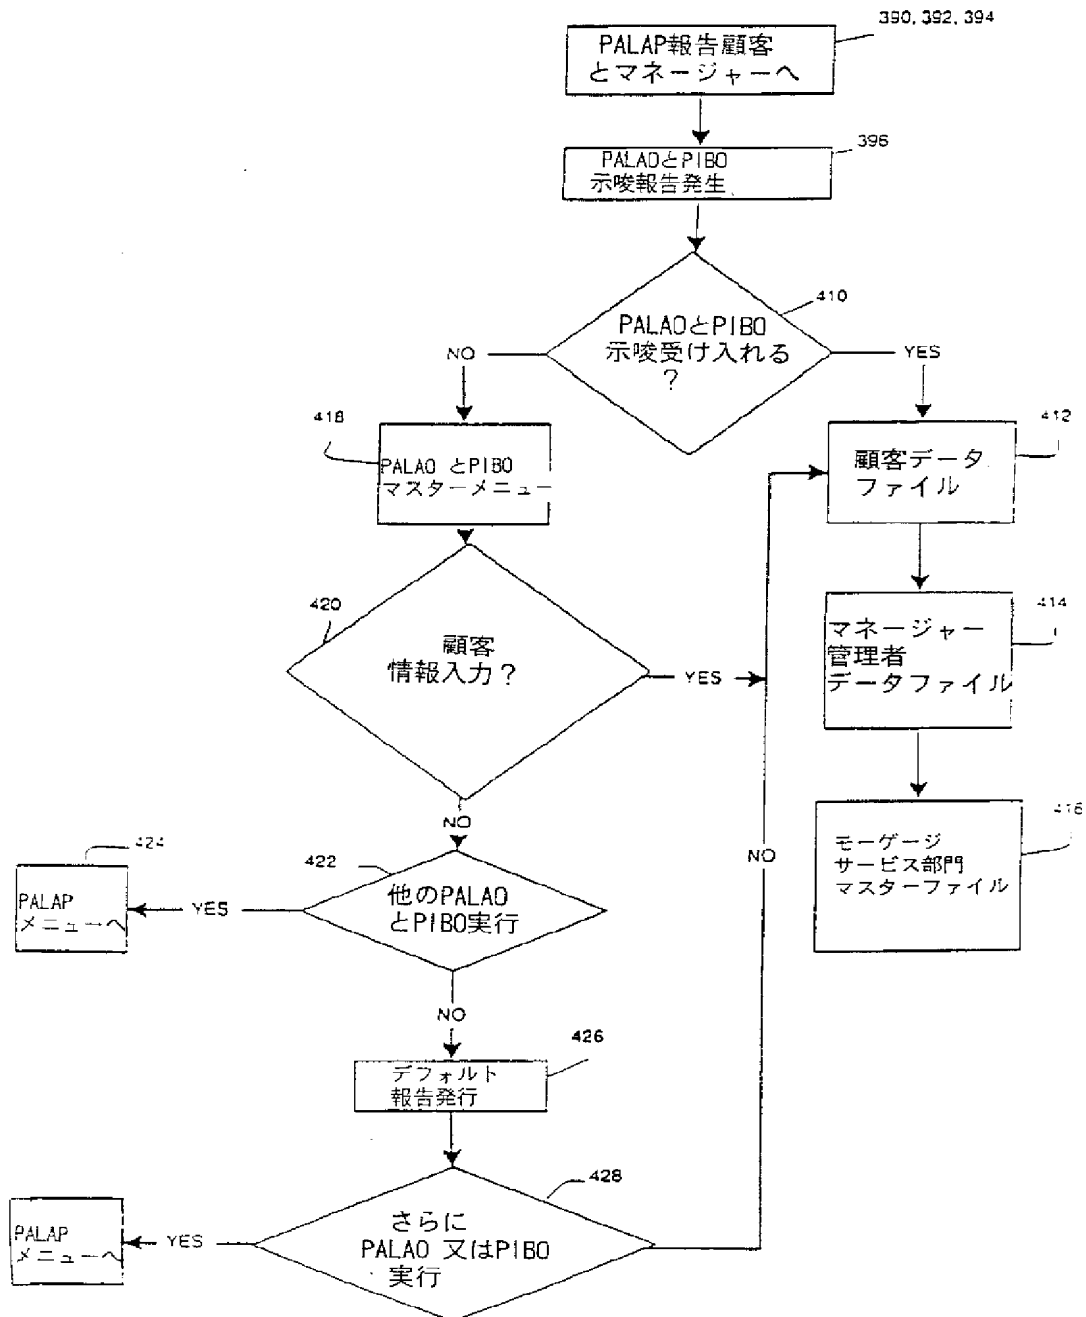 390, 392, 394
PALAP報告顧客
とマネージャーへ
396
PALAOとPIBO
示唆報告発生
410
PALAOとPIBO
示唆受け入れる
？
NO
YES
418
PALAO とPIBO
マスターメニュー
412
顧客データ
ファイル
420
顧客
情報入力？
YES
414
マネージャー
管理者
データファイル
NO
416
モーゲージ
サービス部門
マスターファイル
NO
424
PALAP
メニューへ
YES
422
他のPALAO
とPIBO実行
NO
426
デフォルト
報告発行
428
さらに
PALAO 又はPIBO
実行
YES
PALAP
メニューへ